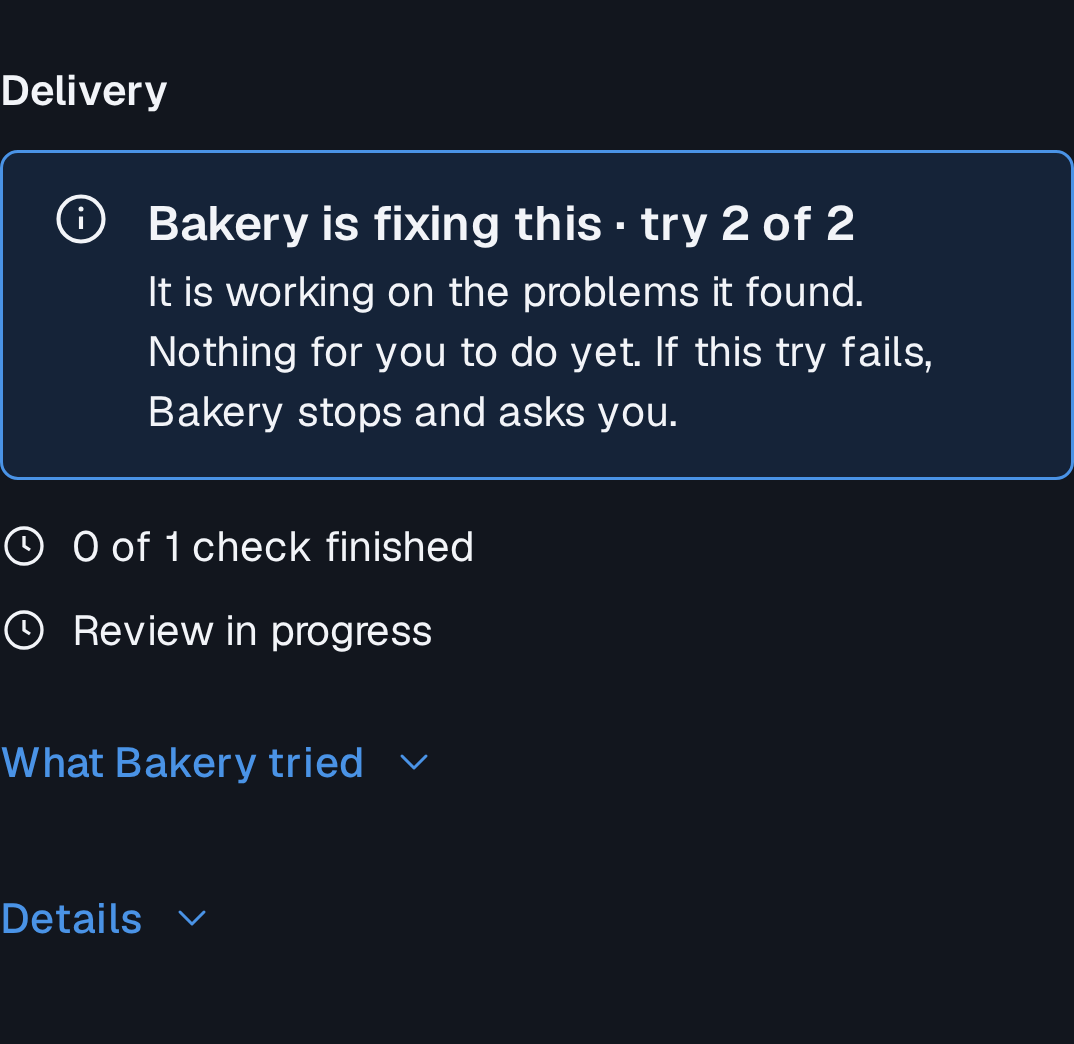 Delivery
Bakery is fixing this · try 2 of 2
It is working on the problems it found.
Nothing for you to do yet. If this try fails,
Bakery stops and asks you.
0 of 1 check finished
Review in progress
What Bakery tried
Details